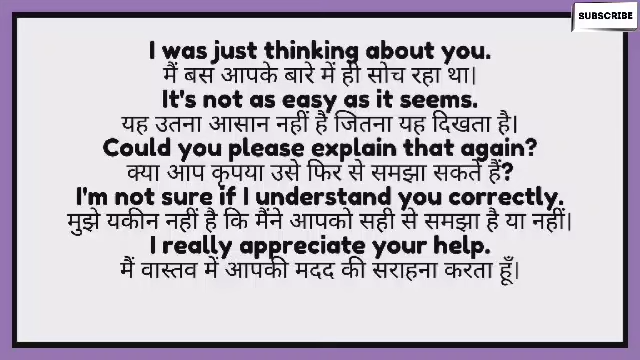 SUBSCRIBE
I was just thinking about you.
मैं बस आपके बारे में ही सोच रहा था।
It's not as easy as it seems.
यह उतना आसान नहीं है जितना यह दिखता है।
Could you please explain that again?
क्या आप कृपया उसे फिर से समझा सकते हैं?
I'm not sure if I understand you correctly.
मुझे यकीन नहीं है कि मैंने आपको सही से समझा है या नहीं।
I really appreciate your help.
मैं वास्तव में आपकी मदद की सराहना करता हूँ।